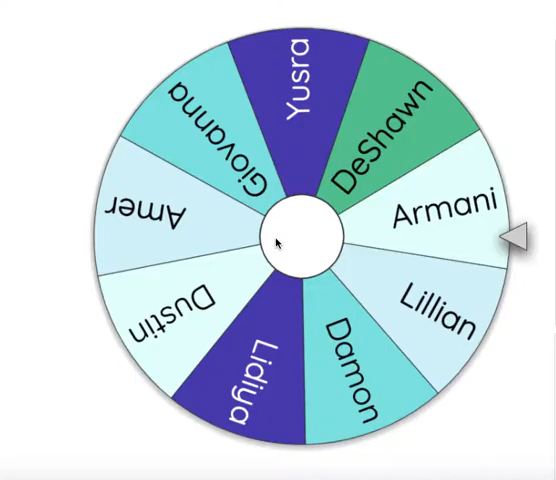 Yusra
DeShawn
Armani
Lillian
Damon
Lidiya
Dustin
Amer
Giovanna